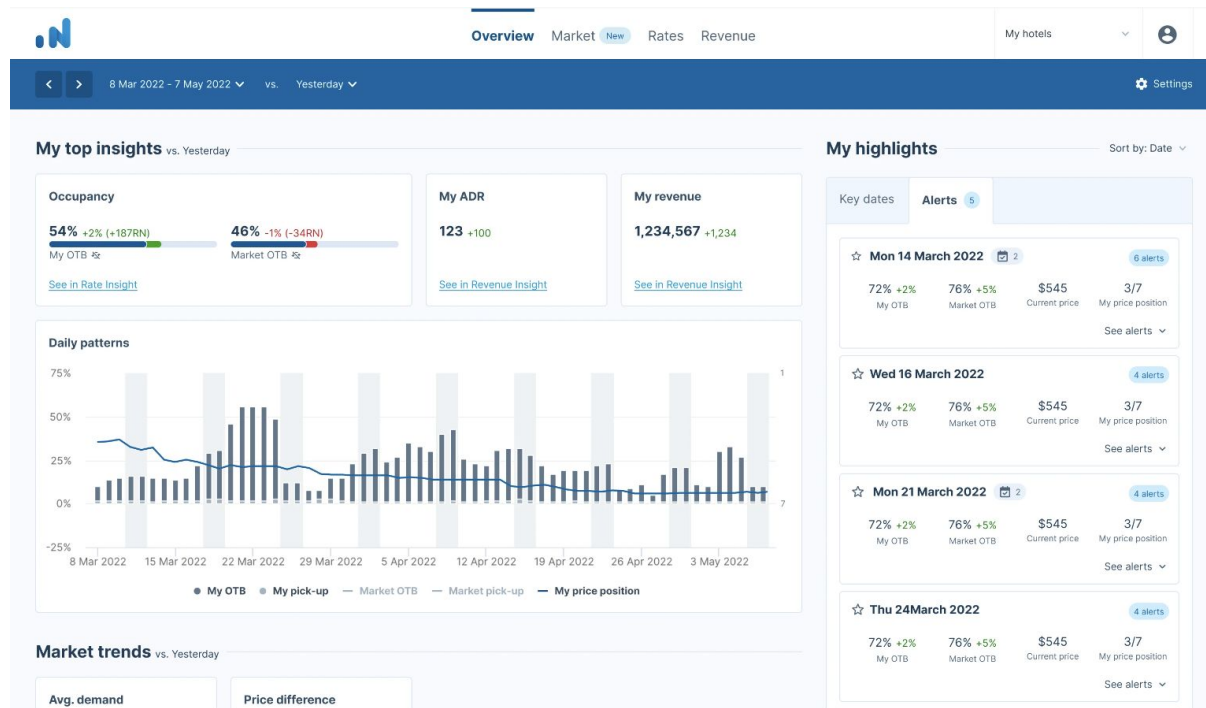 Overview Market New Rates Revenue
My hotels
8 Mar 2022 - 7 May 2022 vs. Yesterday
Settings
My top insights vs. Yesterday
Occupancy
54% +2% (+187RN) 46% -1% (-34RN)
My OTB Market OTB
See in Rate Insight
My ADR
123 +100
See in Revenue Insight
My revenue
1,234,567 +1,234
See in Revenue Insight
Daily patterns
75% 1
50%
25%
0% 7
-25%
8 Mar 2022 15 Mar 2022 22 Mar 2022 29 Mar 2022 5 Apr 2022 12 Apr 2022 19 Apr 2022 26 Apr 2022 3 May 2022
My OTB My pick-up Market OTB Market pick-up My price position
Market trends vs. Yesterday
Avg. demand
Price difference
My highlights Sort by: Date
Key dates Alerts 5
Mon 14 March 2022 2 6 alerts
72% +2% 76% +5% $545 3/7
My OTB Market OTB Current price My price position
See alerts
Wed 16 March 2022 4 alerts
72% +2% 76% +5% $545 3/7
My OTB Market OTB Current price My price position
See alerts
Mon 21 March 2022 2 4 alerts
72% +2% 76% +5% $545 3/7
My OTB Market OTB Current price My price position
See alerts
Thu 24March 2022 4 alerts
72% +2% 76% +5% $545 3/7
My OTB Market OTB Current price My price position
See alerts